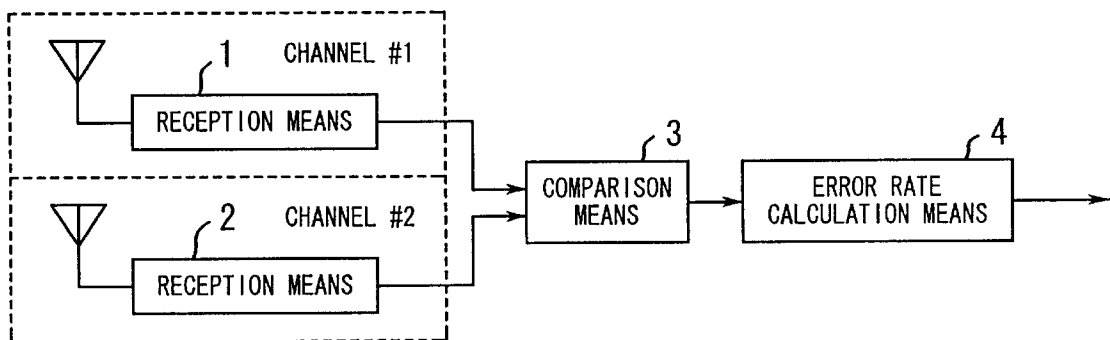 1
CHANNEL #1
RECEPTION MEANS
2
CHANNEL #2
RECEPTION MEANS
3
COMPARISON
MEANS
4
ERROR RATE
CALCULATION MEANS